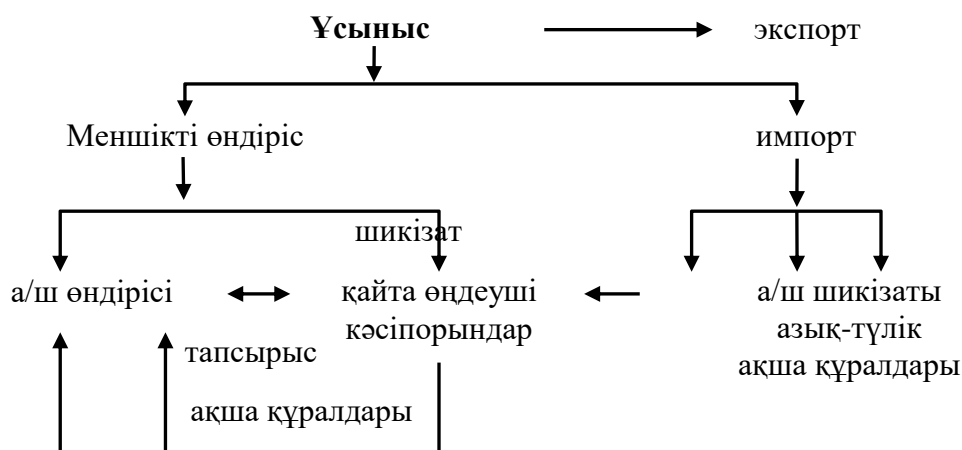 Ұсыныс
экспорт
Меншікті өндіріс
импорт
шикізат
а/ш өндірісі
қайта өңдеуші
кәсіпорындар
а/ш шикізаты
азық-түлік
ақша құралдары
тапсырыс
ақша құралдары